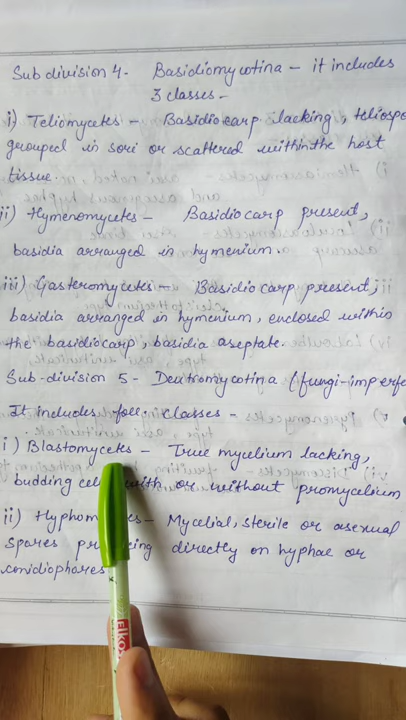 Sub division 4- Basidiomycotina - it includes
3 classes -
i) Teliomycetes - Basidiocarp lacking, teliospo
grouped in sori or scattered within the host
tissue.
ii) Hymenomycetes - Basidiocarp present,
basidia arranged in hymenium.
iii) Gasteromycetes - Basidiocarp present,
basidia arranged in hymenium, enclosed within
the basidiocarp, basidia aseptate.
Sub-division 5- Deutromycotina (fungi-imperfe
It includes foll. classes -
i) Blastomycetes - True mycelium lacking,
budding cel with or without promycelium
ii) Hyphom es - Mycelial, sterile or asexual
spores pr ing directly on hyphae or
conidiophores
Elko